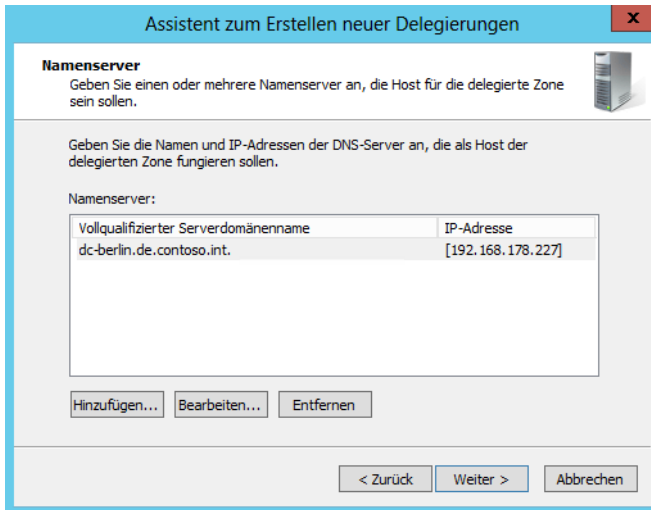 Assistent zum Erstellen neuer Delegierungen
x
Namenserver
Geben Sie einen oder mehrere Namenserver an, die Host für die delegierte Zone
sein sollen.
Geben Sie die Namen und IP-Adressen der DNS-Server an, die als Host der
delegierten Zone fungieren sollen.
Namenserver:
Vollqualifizierter Serverdomänenname IP-Adresse
dc-berlin.de.contoso.int. [192.168.178.227]
Hinzufügen... Bearbeiten... Entfernen
< Zurück Weiter > Abbrechen